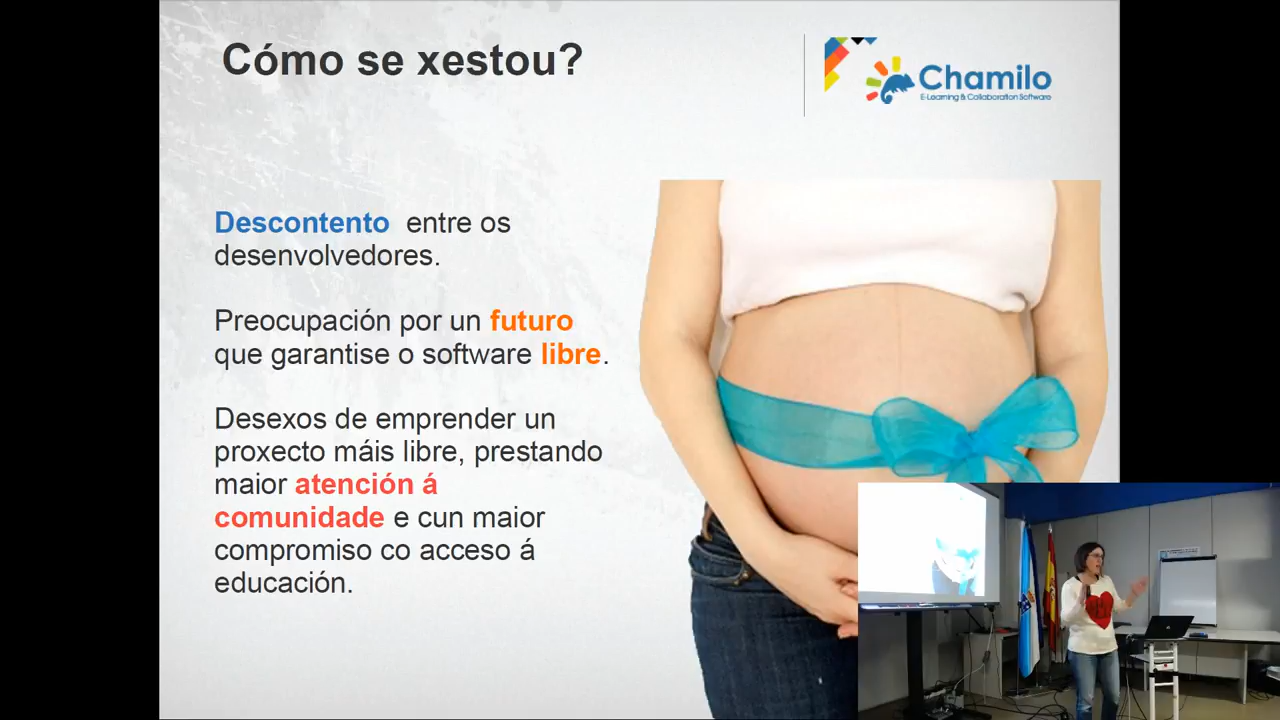 Cómo se xestou?
Chamilo
E-Learning & Collaboration Software
Descontento entre os
desenvolvedores.
Preocupación por un futuro
que garantise o software libre.
Desexos de emprender un
proxecto máis libre, prestando
maior atención á
comunidade e cun maior
compromiso co acceso á
educación.